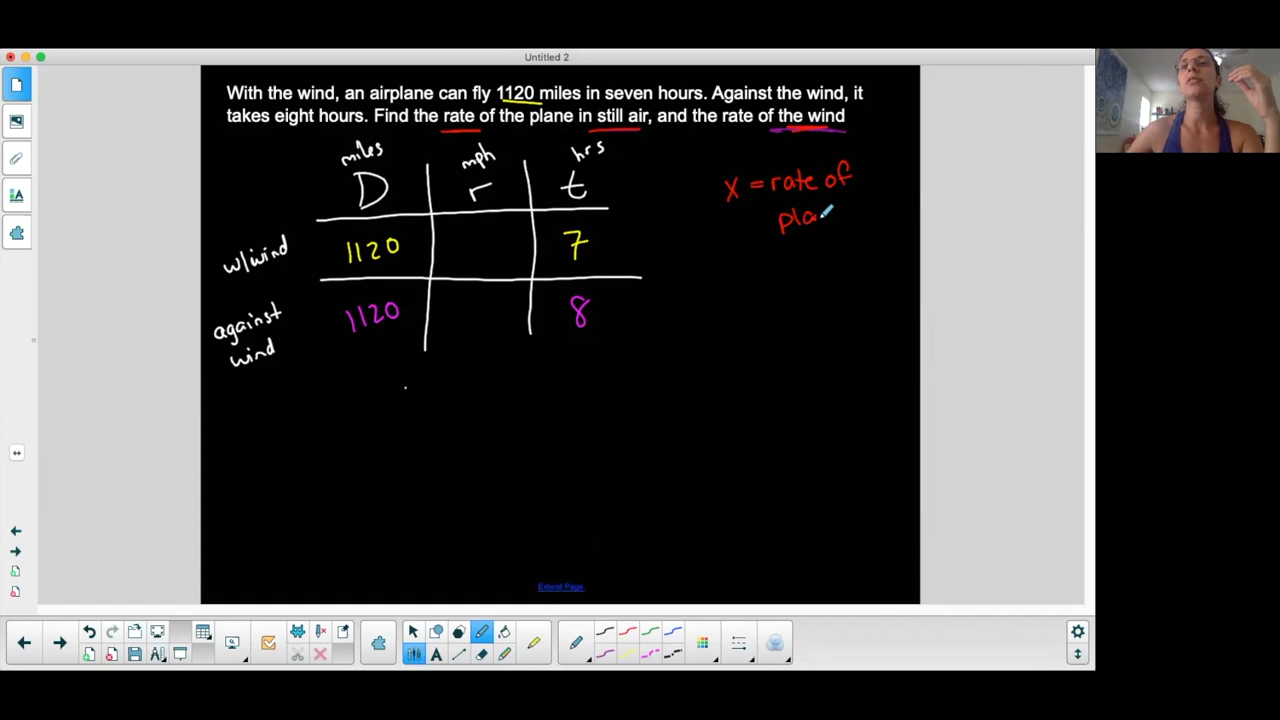 Untitled 2
With the wind, an airplane can fly 1120 miles in seven hours. Against the wind, it
takes eight hours. Find the rate of the plane in still air, and the rate of the wind
miles mph hrs
D r t
w/wind 1120 7
against wind 1120 8
x = rate of
pla
Extend Page